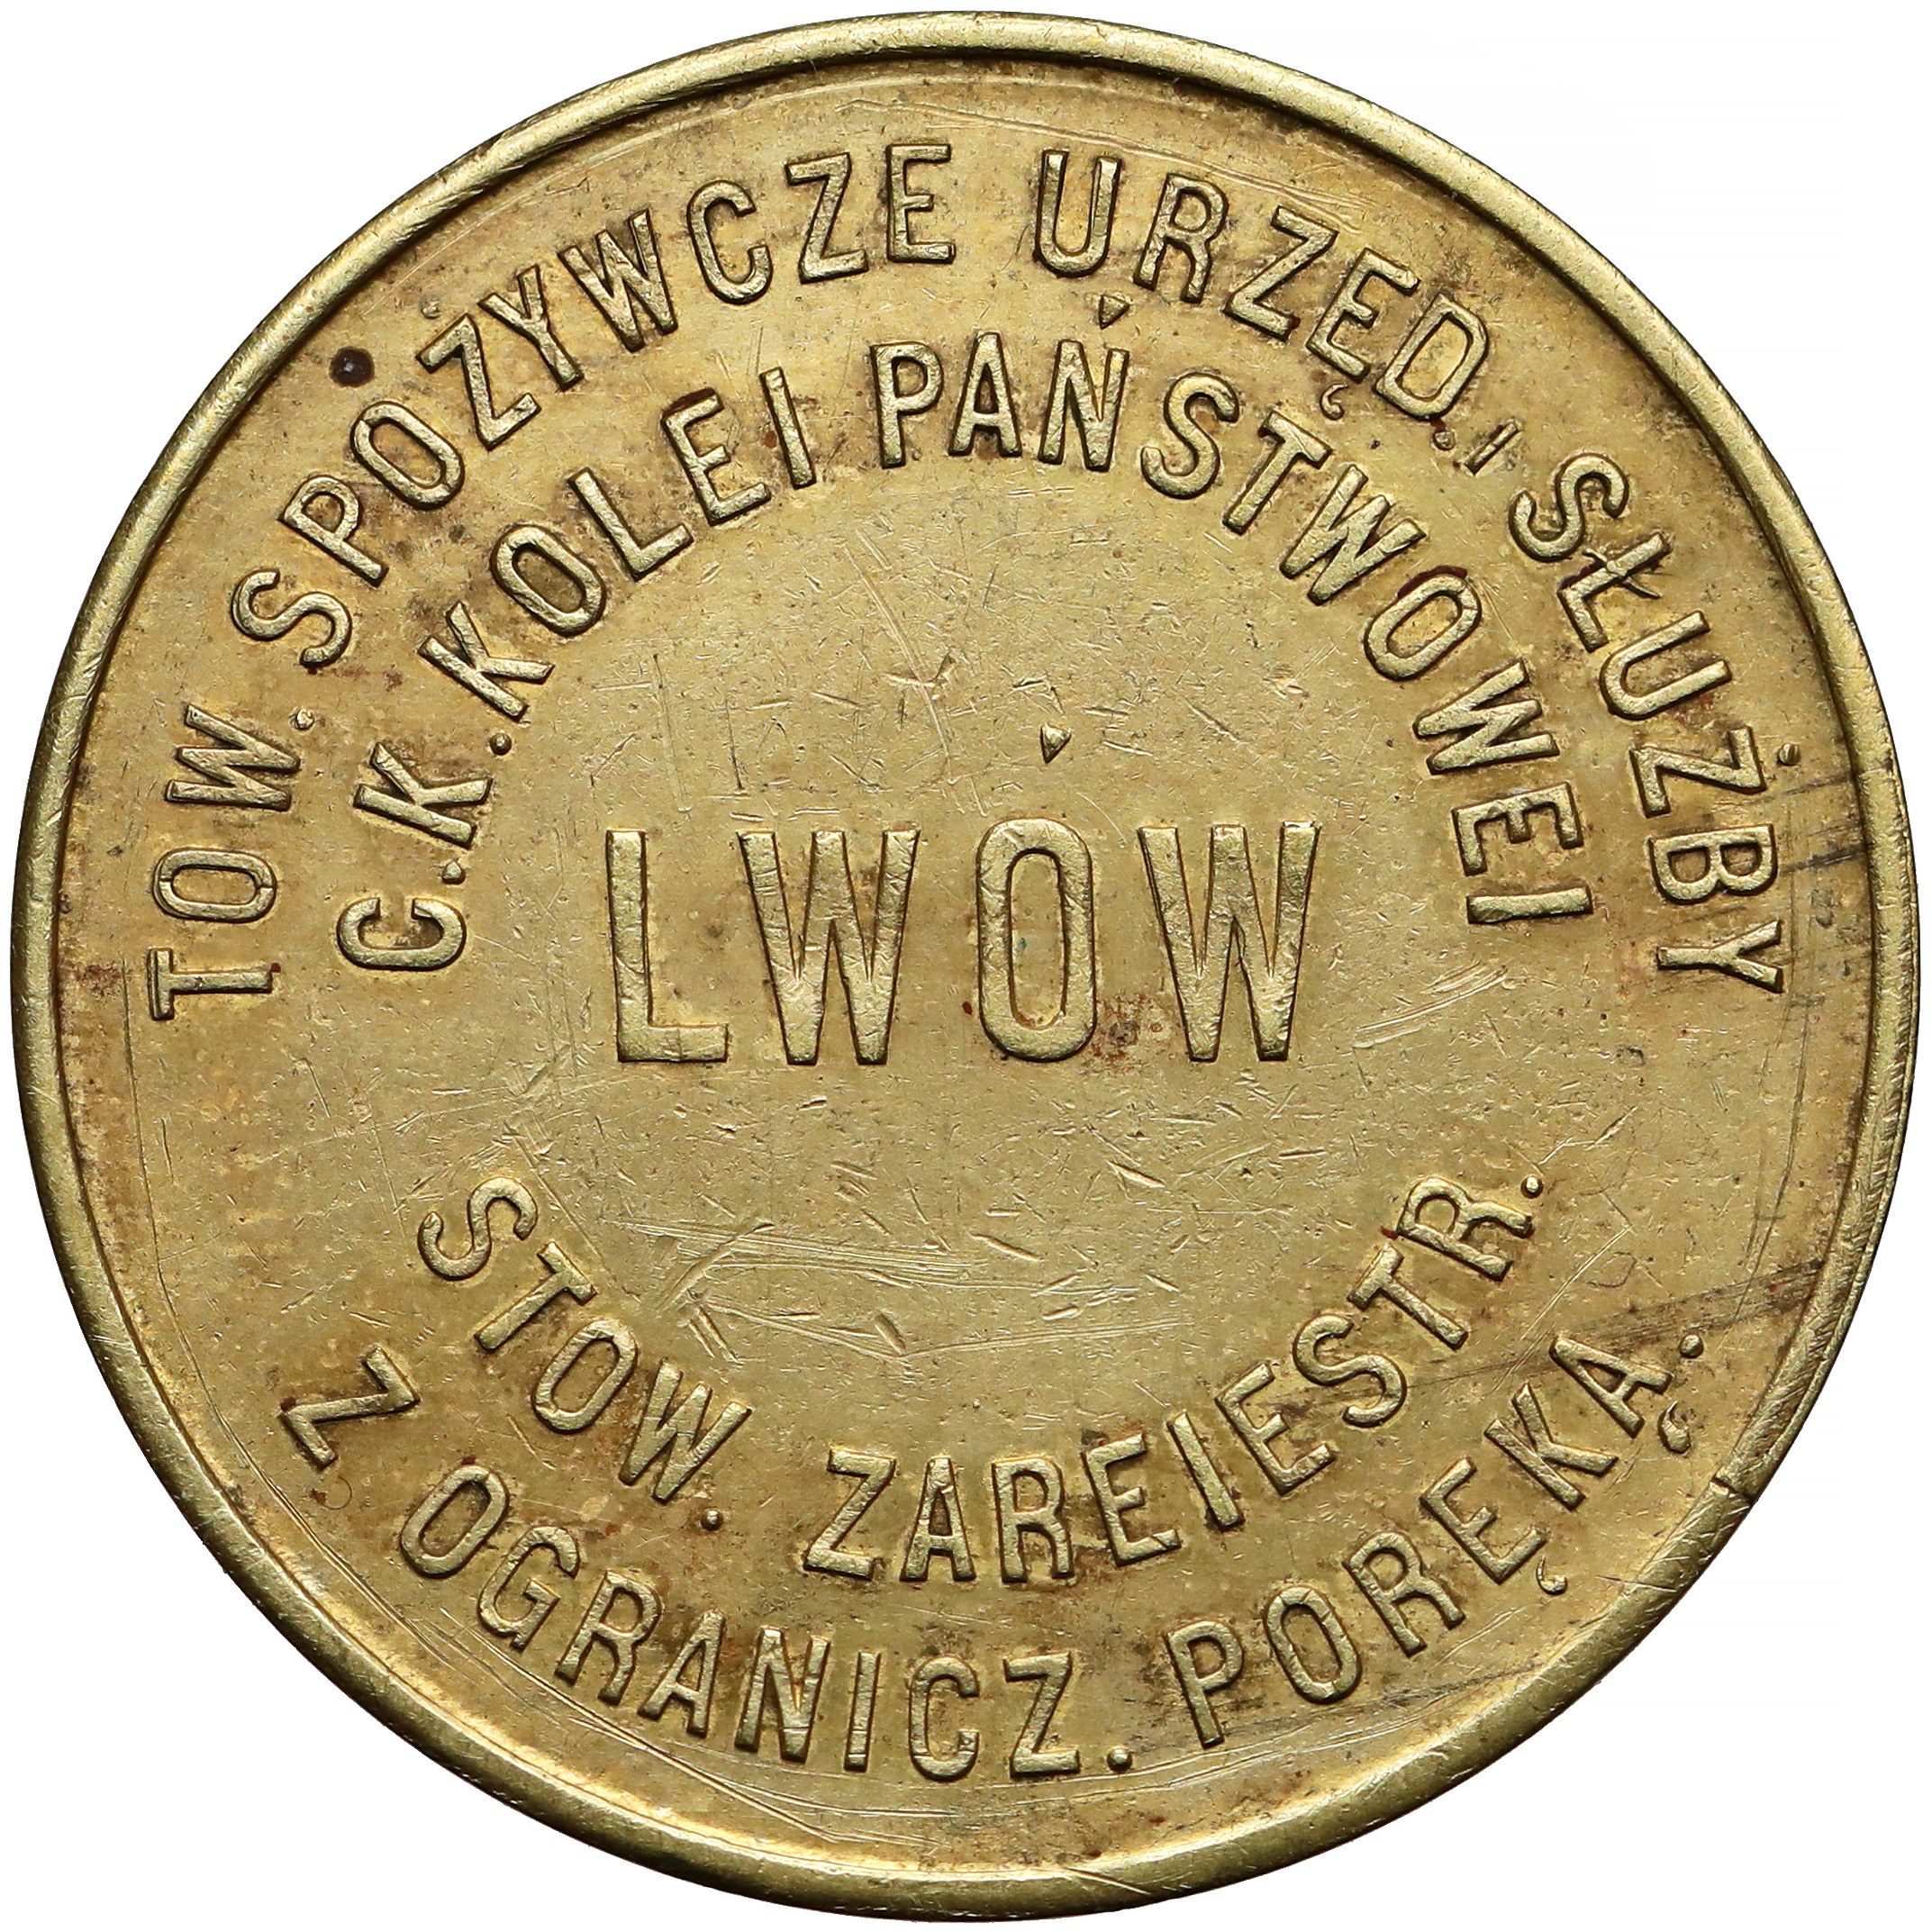 TOW. SPOŻYWCZE URZĘD. I SŁUŻBY
C.K.K.KOLEI PAŃSTWOWEI
LWÓW
STOW. ZAREIESTR.
Z OGRANICZ. PORĘKĄ.